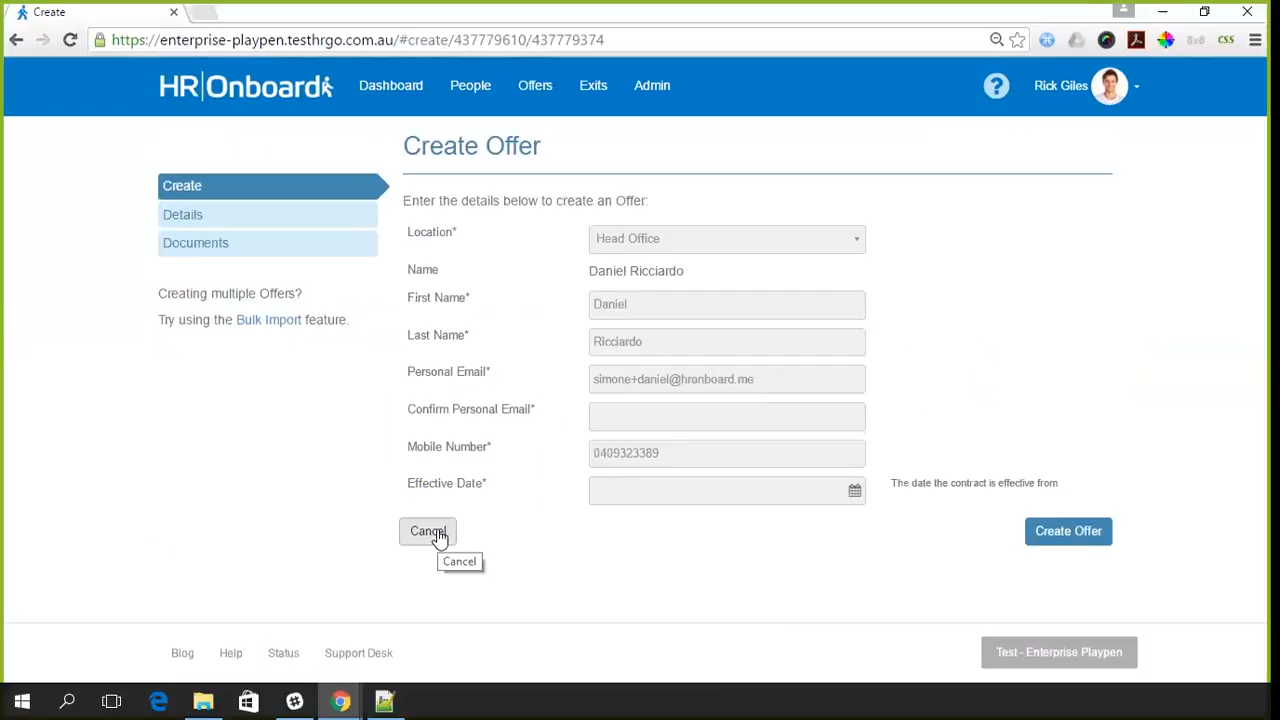 Create
https://enterprise-playpen.testhrgo.com.au/#create/437779610/437779374
CSS
HR Onboard
Dashboard
People
Offers
Exits
Admin
?
Rick Giles
Create Offer
Create
Details
Documents
Creating multiple Offers?
Try using the Bulk Import feature.
Enter the details below to create an Offer:
Location*
Head Office
Name
Daniel Ricciardo
First Name*
Daniel
Last Name*
Ricciardo
Personal Email*
simone+daniel@hronboard.me
Confirm Personal Email*
Mobile Number*
0409323389
Effective Date*
The date the contract is effective from
Cancel
Create Offer
Cancel
Blog
Help
Status
Support Desk
Test - Enterprise Playpen